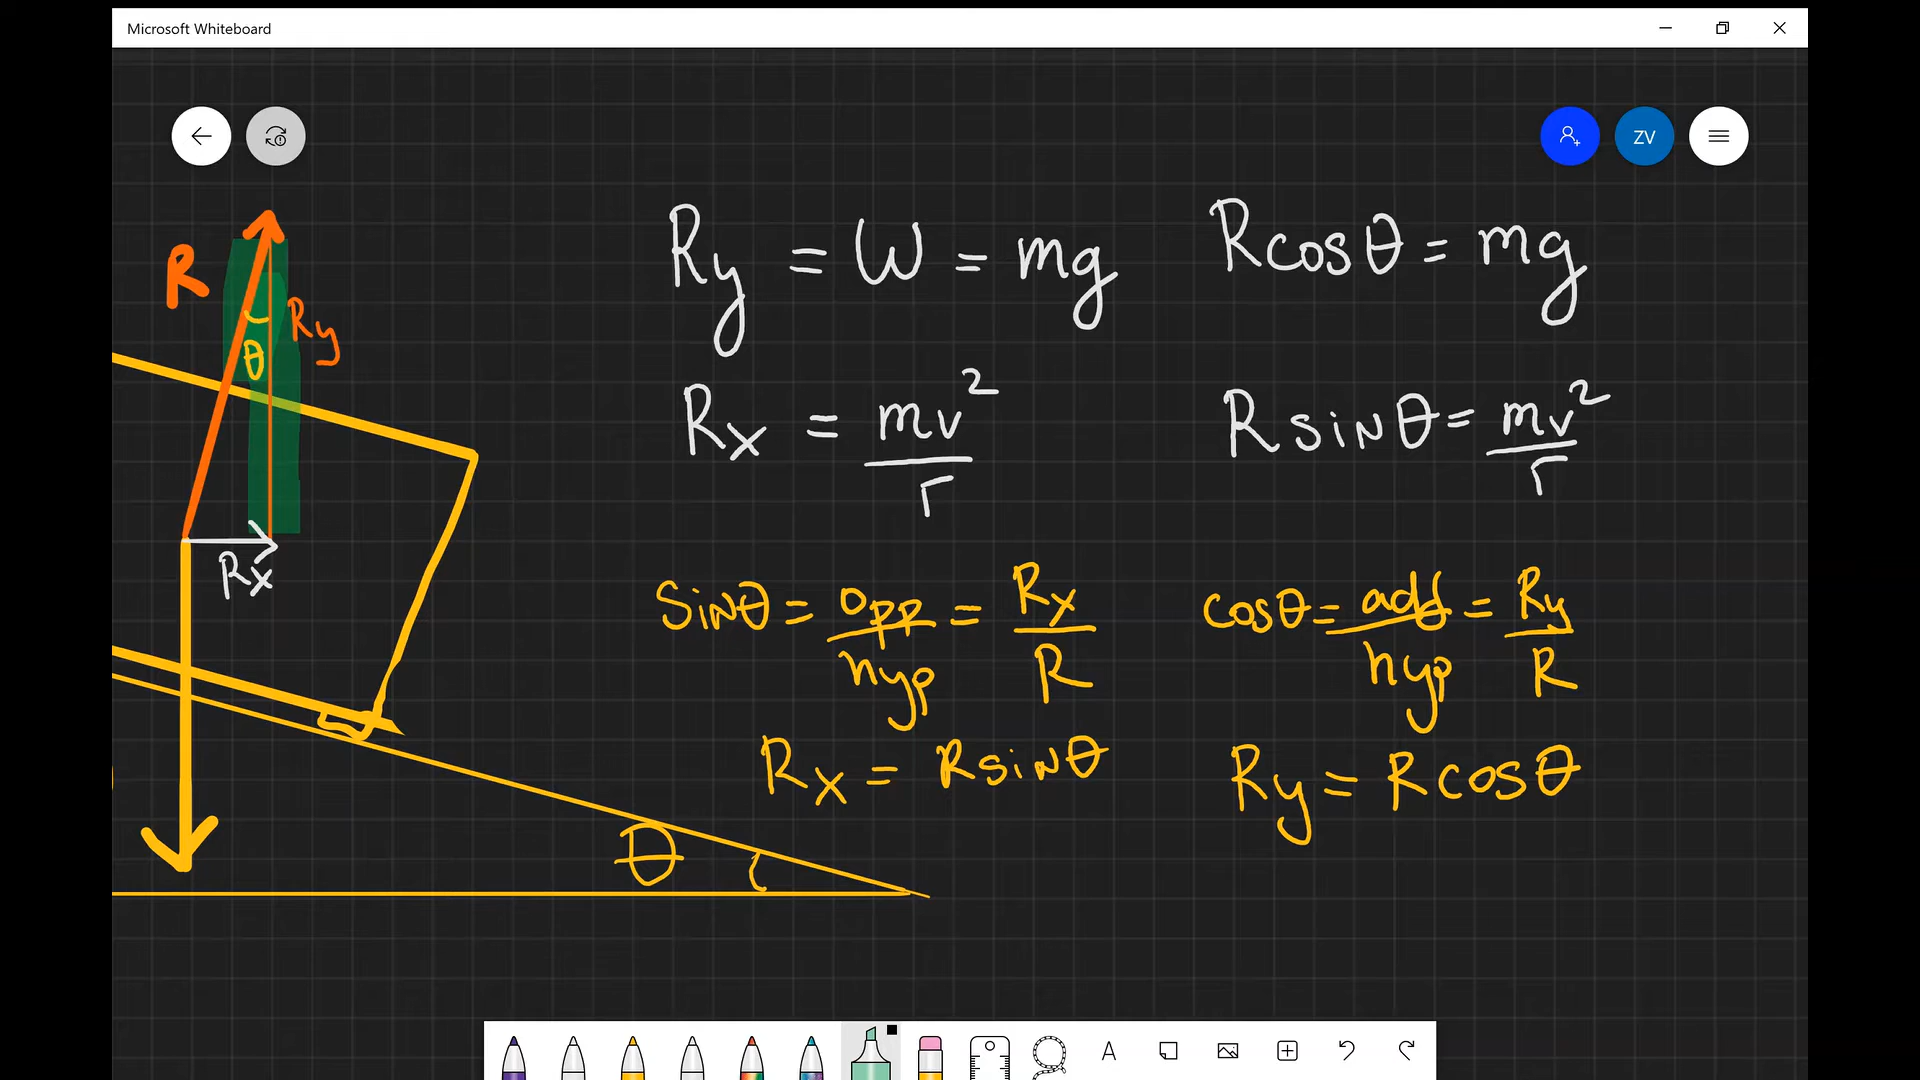 Microsoft Whiteboard
ZV
R
Ry
θ
Rx
θ
Ry = W = mg
Rcosθ = mg
Rx = mv²/r
Rsinθ = mv²/r
Sinθ = opp/hyp = Rx/R
cosθ = adj/hyp = Ry/R
Rx = Rsinθ
Ry = Rcosθ
A